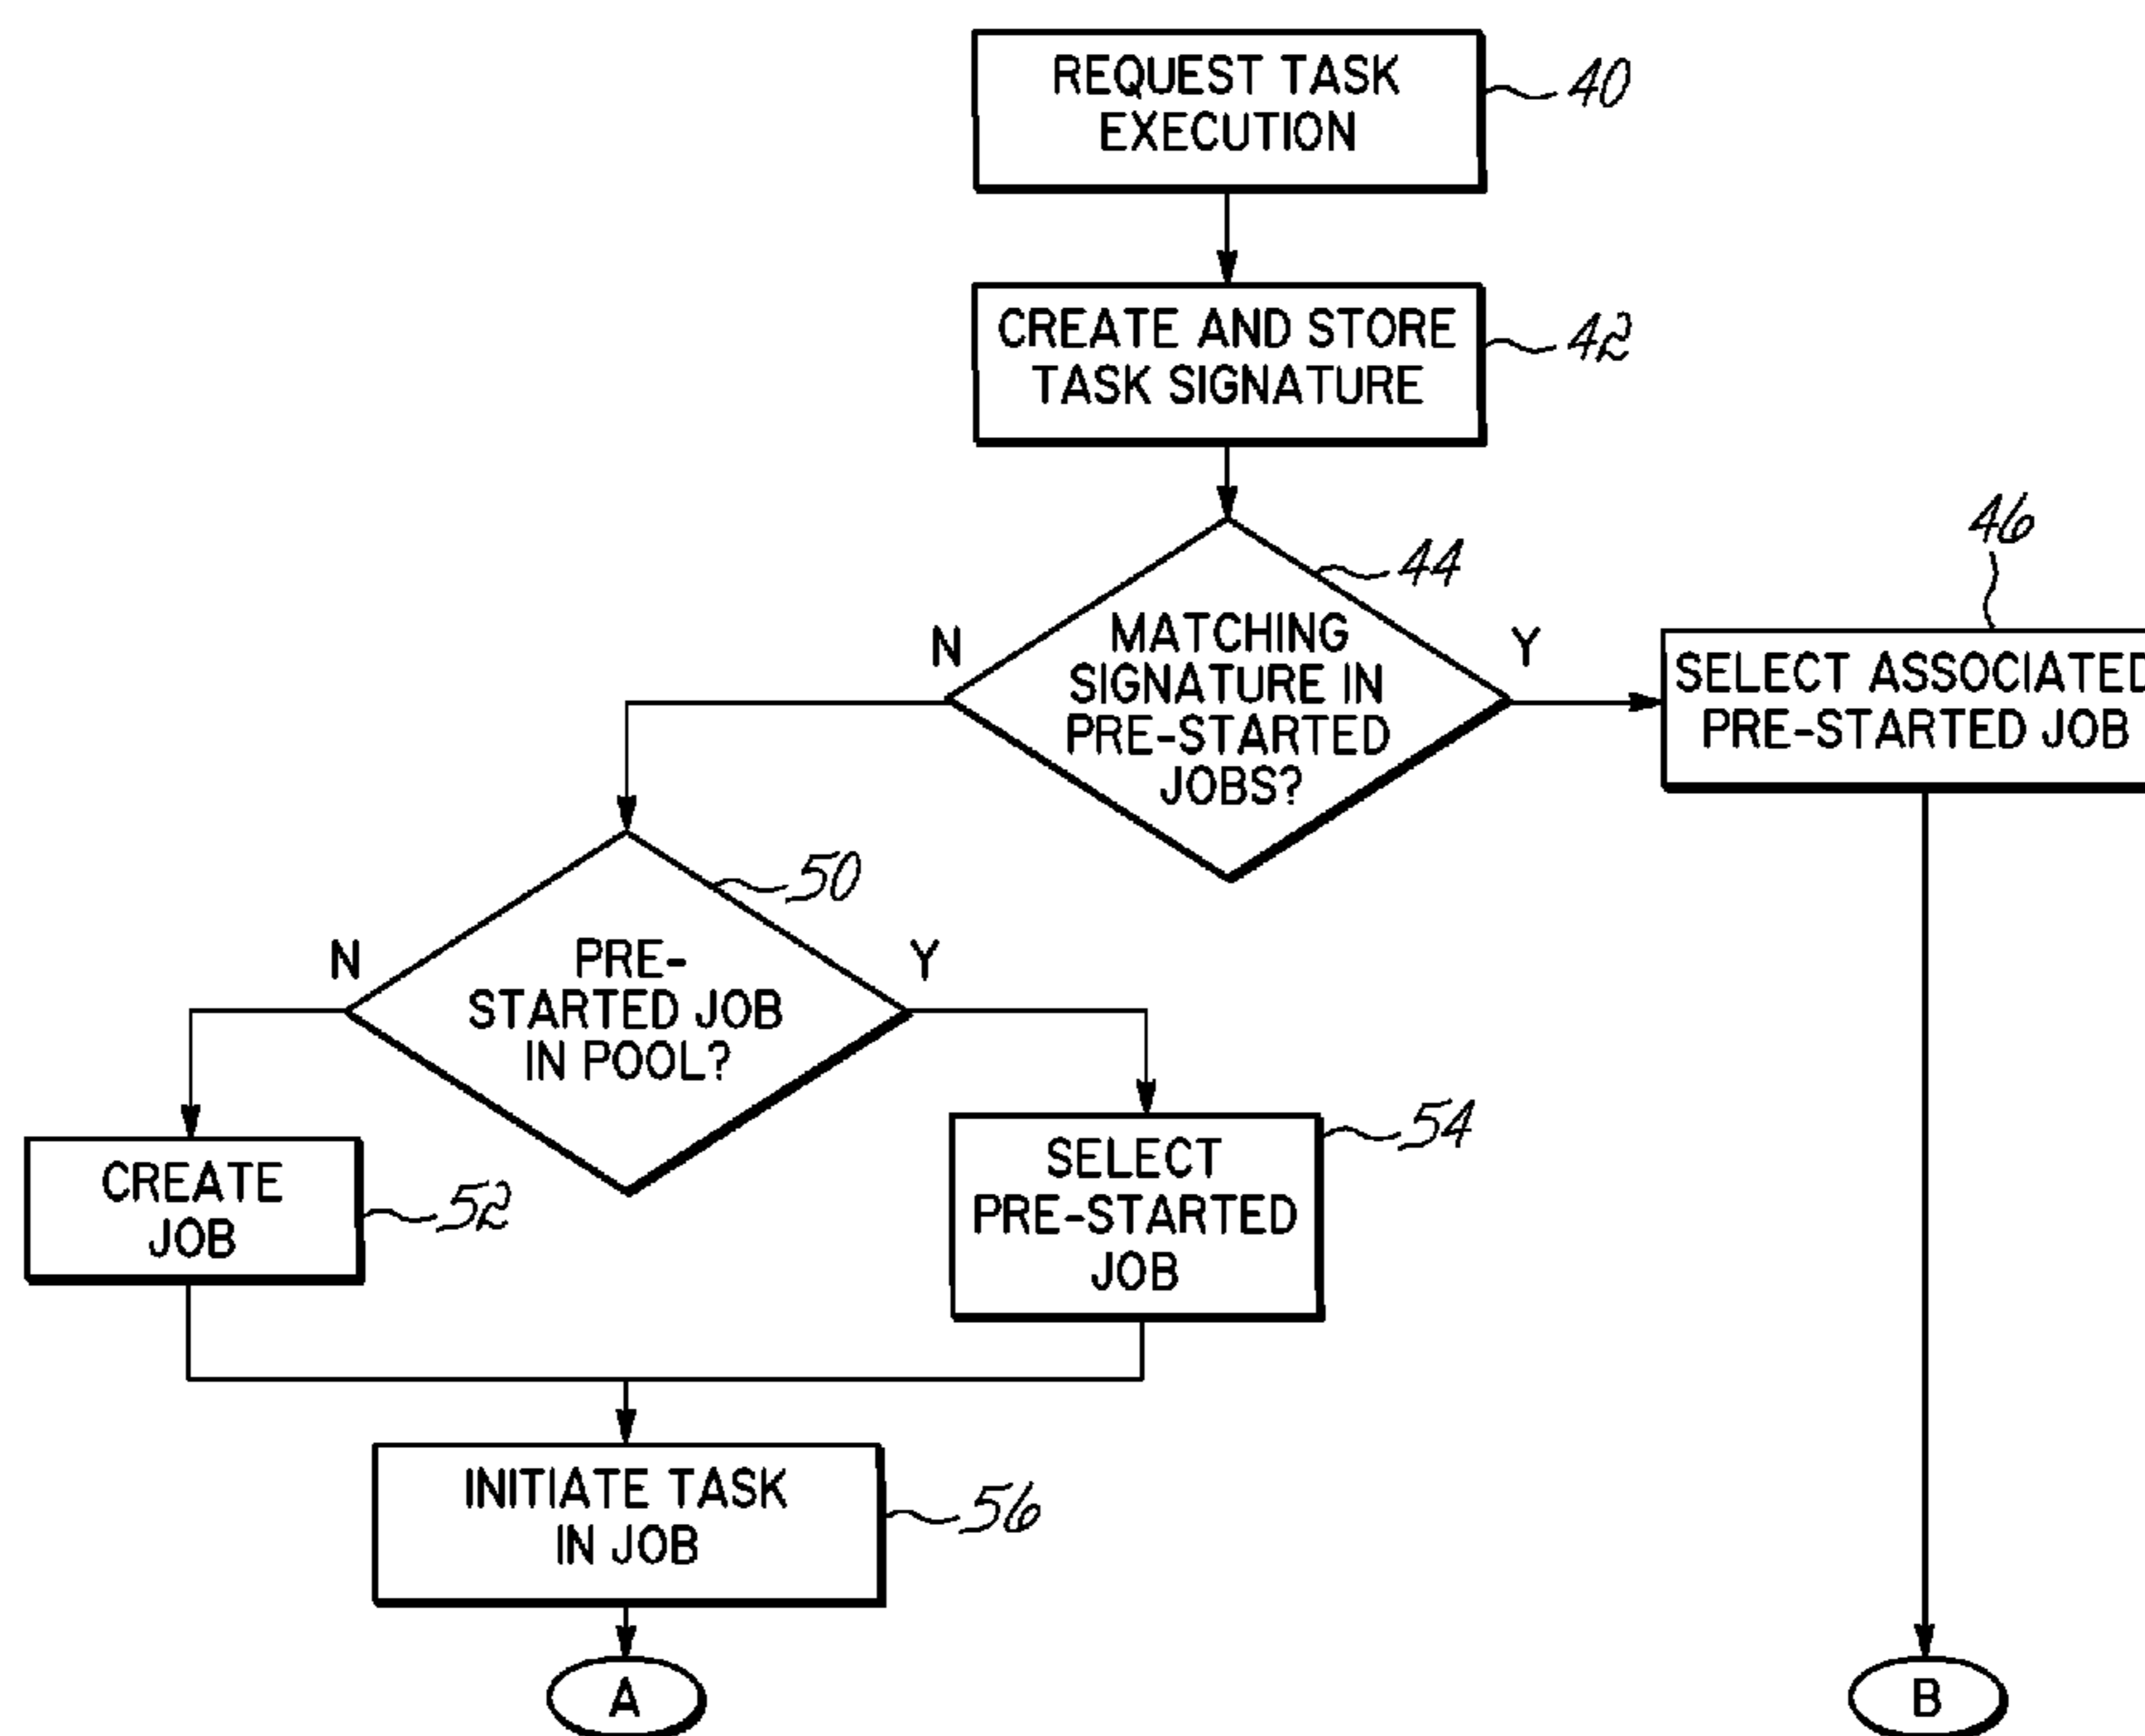 REQUEST TASK
EXECUTION
40
CREATE AND STORE
TASK SIGNATURE
42
44
46
N
MATCHING
SIGNATURE IN
PRE-STARTED
JOBS?
Y
SELECT ASSOCIATED
PRE-STARTED JOB
50
N
PRE-
STARTED JOB
IN POOL?
Y
CREATE
JOB
52
SELECT
PRE-STARTED
JOB
54
INITIATE TASK
IN JOB
56
A
B